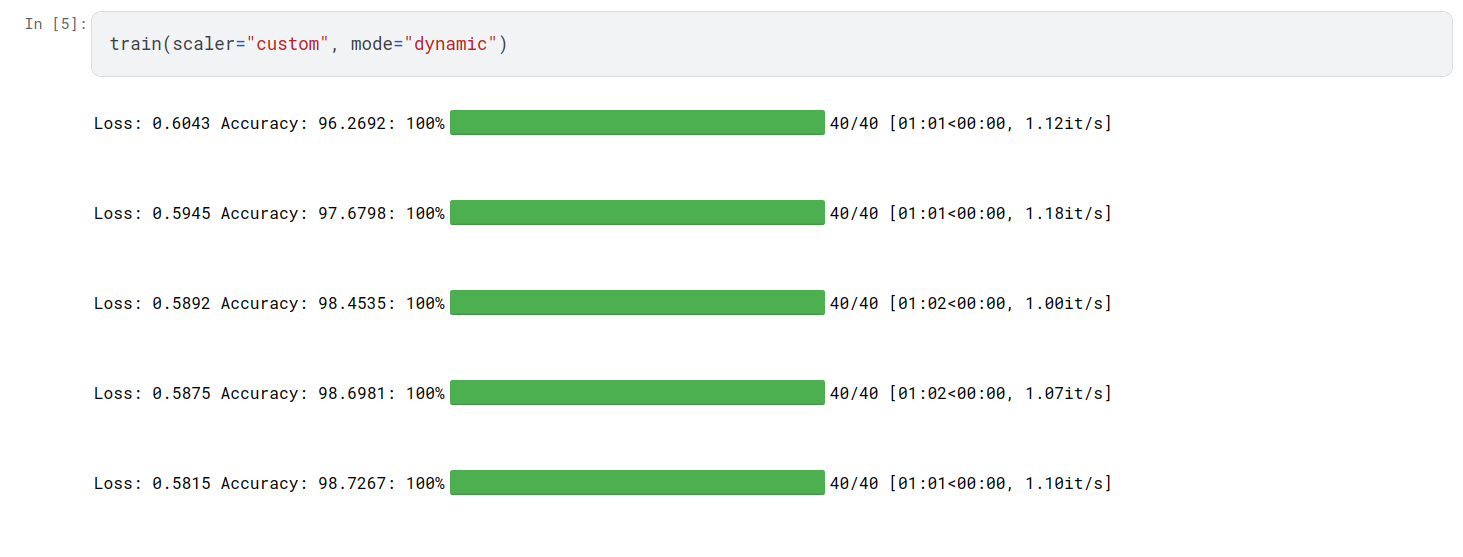 In [5]:
train(scaler="custom", mode="dynamic")
Loss: 0.6043 Accuracy: 96.2692: 100% 40/40 [01:01<00:00, 1.12it/s]
Loss: 0.5945 Accuracy: 97.6798: 100% 40/40 [01:01<00:00, 1.18it/s]
Loss: 0.5892 Accuracy: 98.4535: 100% 40/40 [01:02<00:00, 1.00it/s]
Loss: 0.5875 Accuracy: 98.6981: 100% 40/40 [01:02<00:00, 1.07it/s]
Loss: 0.5815 Accuracy: 98.7267: 100% 40/40 [01:01<00:00, 1.10it/s]